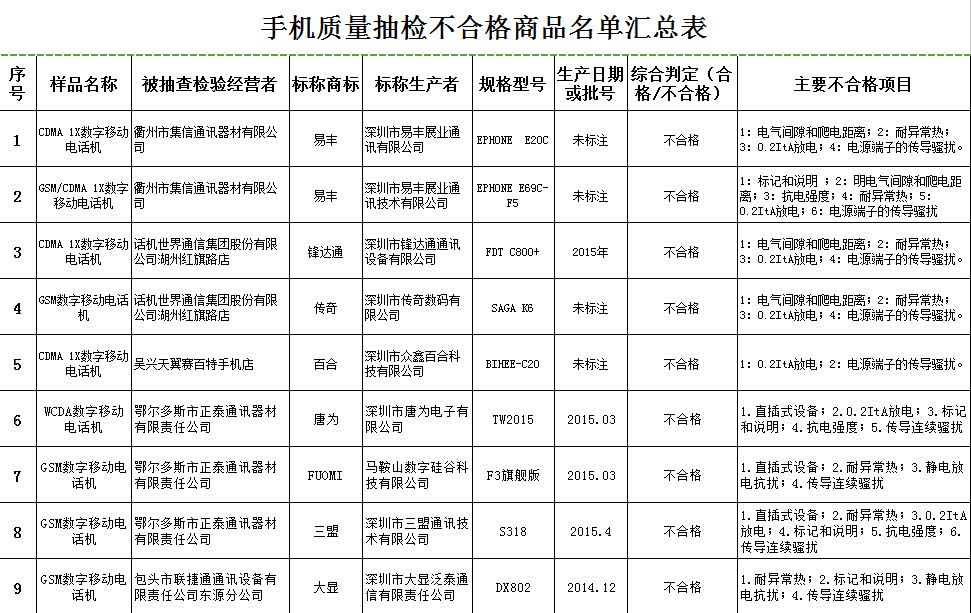 手机质量抽检不合格商品名单汇总表
序号 样品名称 被抽查检验经营者 标称商标 标称生产者 规格型号 生产日期或批号 综合判定（合格/不合格） 主要不合格项目
1 CDMA 1X数字移动电话机 衢州市集信通讯器材有限公司 易丰 深圳市易丰展业通讯有限公司 EPHONE E20C 未标注 不合格 1：电气间隙和爬电距离；2：耐异常热；3：0.2ItA放电；4：电源端子的传导骚扰。
2 GSM/CDMA 1X数字移动电话机 衢州市集信通讯器材有限公司 易丰 深圳市易丰展业通讯技术有限公司 EPHONE E69C-F5 未标注 不合格 1：标记和说明 ；2：明电气间隙和爬电距离；3：抗电强度；4：耐异常热；5：0.2ItA放电；6：电源端子的传导骚扰
3 CDMA 1X数字移动电话机 话机世界通信集团股份有限公司湖州红旗路店 锋达通 深圳市锋达通通讯设备有限公司 FDT C800+ 2015年 不合格 1：电气间隙和爬电距离；2：耐异常热；3：0.2ItA放电；4：电源端子的传导骚扰。
4 GSM数字移动电话机 话机世界通信集团股份有限公司湖州红旗路店 传奇 深圳市传奇数码有限公司 SAGA K6 未标注 不合格 1：电气间隙和爬电距离；2：耐异常热；3：0.2ItA放电；4：电源端子的传导骚扰。
5 CDMA 1X数字移动电话机 吴兴天翼赛百特手机店 百合 深圳市众鑫百合科技有限公司 BIHEE-C20 未标注 不合格 1：0.2ItA放电；2：电源端子的传导骚扰。
6 WCDA数字移动电话机 鄂尔多斯市正泰通讯器材有限责任公司 唐为 深圳市唐为电子有限公司 TW2015 2015.03 不合格 1.直插式设备；2.0.2ItA放电；3.标记和说明；4.抗电强度；5.传导连续骚扰
7 GSM数字移动电话机 鄂尔多斯市正泰通讯器材有限责任公司 FUOMI 马鞍山数字硅谷科技有限公司 F3旗舰版 2015.03 不合格 1.直插式设备；2.耐异常热；3.静电放电抗扰；4.传导连续骚扰
8 GSM数字移动电话机 鄂尔多斯市正泰通讯器材有限责任公司 三盟 深圳市三盟通讯技术有限公司 S318 2015.4 不合格 1.直插式设备；2.耐异常热；3.0.2ItA放电；4.标记和说明；5.抗电强度；6.传导连续骚扰
9 GSM数字移动电话机 包头市联捷通通讯设备有限责任公司东源分公司 大显 深圳市大显泛泰通信有限责任公司 DX802 2014.12 不合格 1.耐异常热；2.标记和说明；3.静电放电抗扰；4.传导连续骚扰